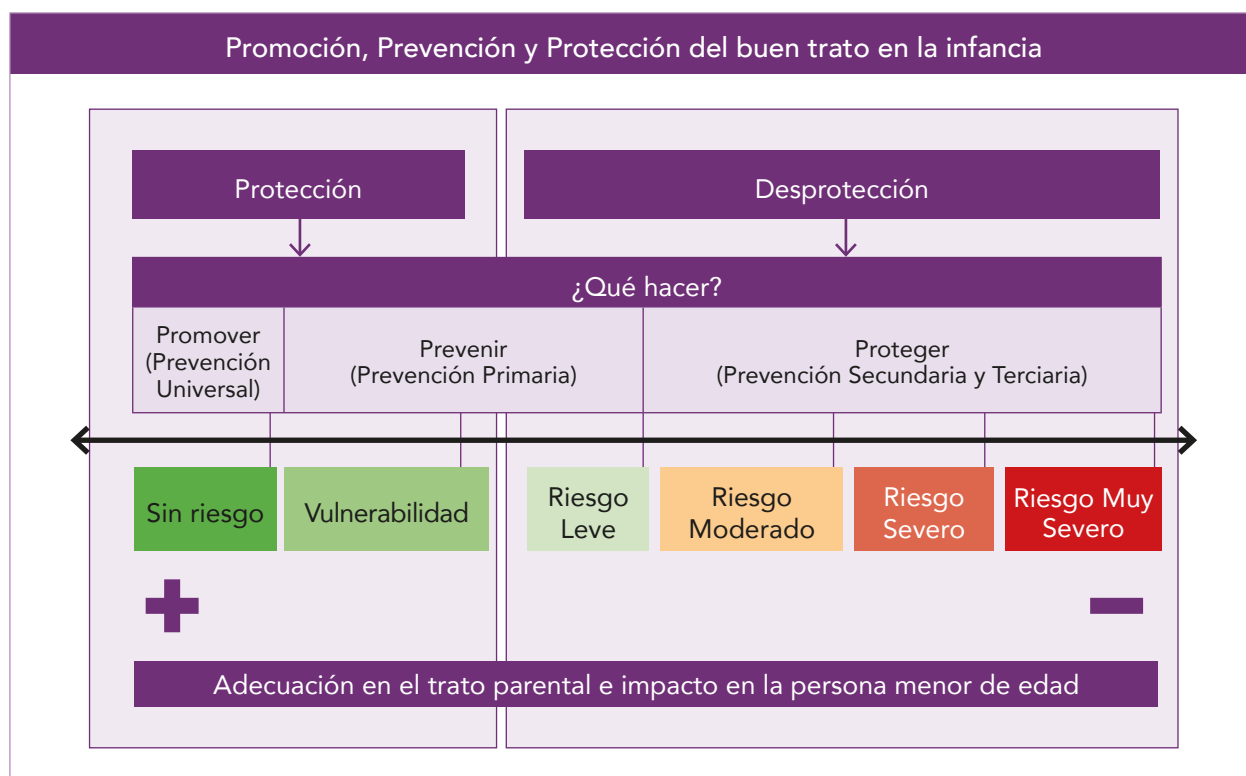 Promoción, Prevención y Protección del buen trato en la infancia
Protección
Desprotección
¿Qué hacer?
Promover
(Prevención
Universal)
Prevenir
(Prevención Primaria)
Proteger
(Prevención Secundaria y Terciaria)
Sin riesgo
Vulnerabilidad
Riesgo
Leve
Riesgo
Moderado
Riesgo
Severo
Riesgo Muy
Severo
Adecuación en el trato parental e impacto en la persona menor de edad